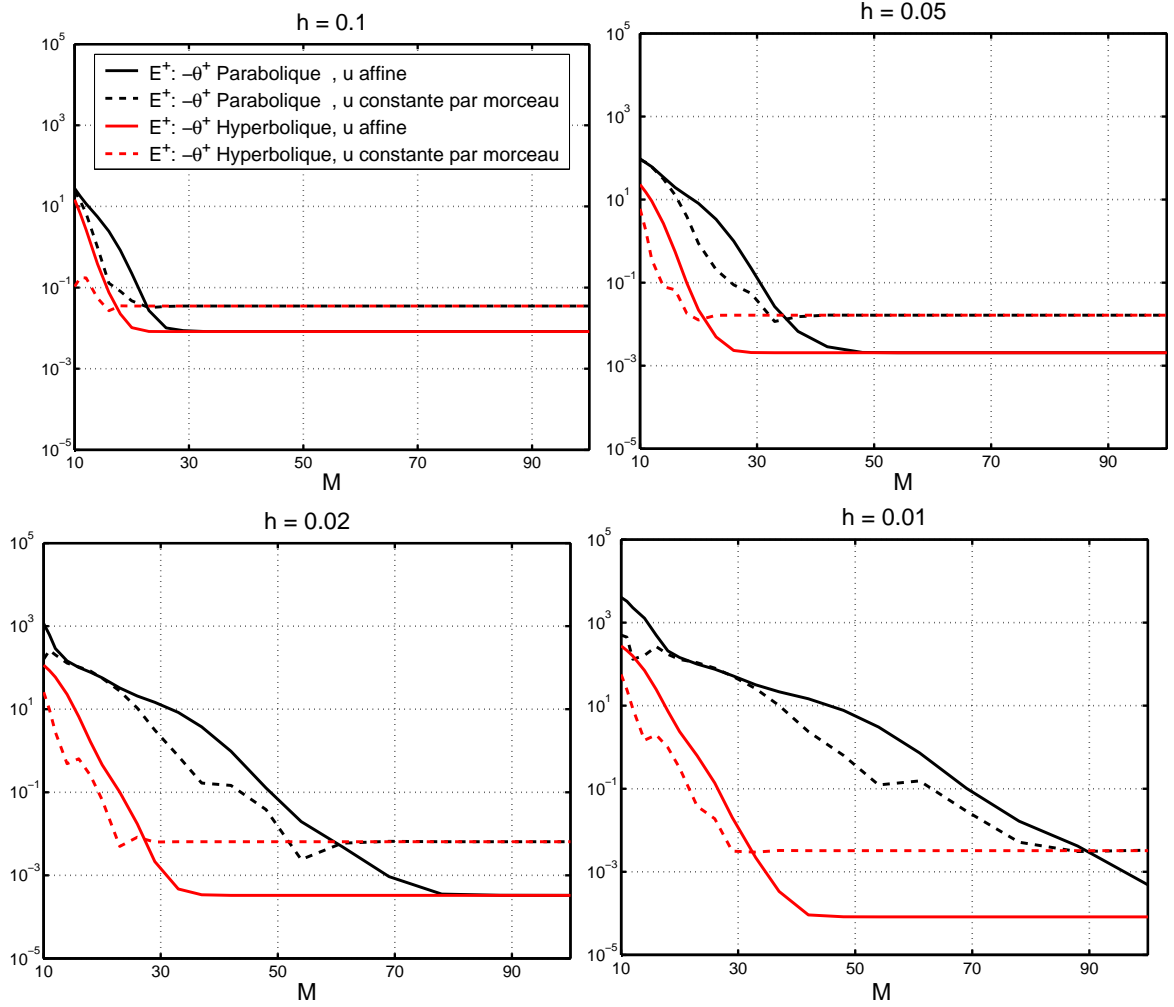 h = 0.1
10^5
10^3
10^1
10^−1
10^−3
10^−5
E^+: −θ^+ Parabolique , u affine
E^+: −θ^+ Parabolique , u constante par morceau
E^+: −θ^+ Hyperbolique, u affine
E^+: −θ^+ Hyperbolique, u constante par morceau
10 30 50 70 90
M
h = 0.05
10^5
10^3
10^1
10^−1
10^−3
10^−5
10 30 50 70 90
M
h = 0.02
10^5
10^3
10^1
10^−1
10^−3
10^−5
10 30 50 70 90
M
h = 0.01
10^5
10^3
10^1
10^−1
10^−3
10^−5
10 30 50 70 90
M